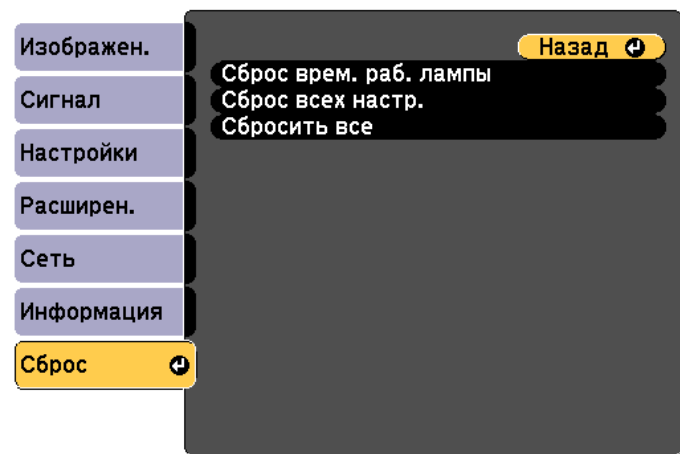 Изображен.
Сигнал
Настройки
Расширен.
Сеть
Информация
Сброс
Назад
Сброс врем. раб. лампы
Сброс всех настр.
Сбросить все